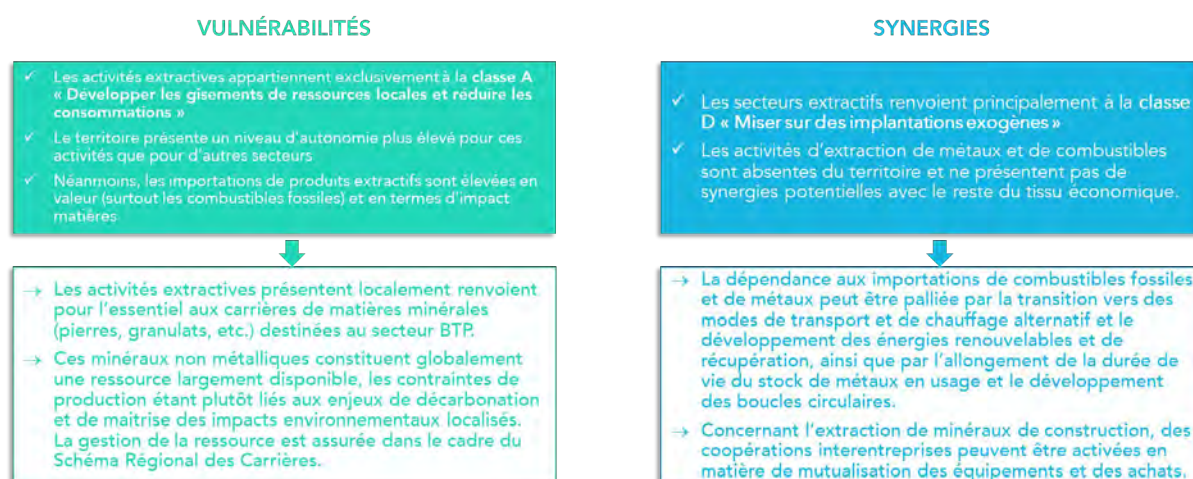 VULNÉRABILITÉS
✓ Les activités extractives appartiennent exclusivement à la classe A
« Développer les gisements de ressources locales et réduire les
consommations »
✓ Le territoire présente un niveau d'autonomie plus élevé pour ces
activités que pour d'autres secteurs
✓ Néanmoins, les importations de produits extractifs sont élevées en
valeur (surtout les combustibles fossiles) et en termes d'impact
matières
→ Les activités extractives présentent localement renvoient
pour l'essentiel aux carrières de matières minérales
(pierres, granulats, etc.) destinées au secteur BTP.
→ Ces minéraux non métalliques constituent globalement
une ressource largement disponible, les contraintes de
production étant plutôt liés aux enjeux de décarbonation
et de maitrise des impacts environnementaux localisés.
La gestion de la ressource est assurée dans le cadre du
Schéma Régional des Carrières.
SYNERGIES
✓ Les secteurs extractifs renvoient principalement à la classe
D « Miser sur des implantations exogènes »
✓ Les activités d'extraction de métaux et de combustibles
sont absentes du territoire et ne présentent pas de
synergies potentielles avec le reste du tissu économique.
→ La dépendance aux importations de combustibles fossiles
et de métaux peut être palliée par la transition vers des
modes de transport et de chauffage alternatif et le
développement des énergies renouvelables et de
récupération, ainsi que par l'allongement de la durée de
vie du stock de métaux en usage et le développement
des boucles circulaires.
→ Concernant l'extraction de minéraux de construction, des
coopérations interentreprises peuvent être activées en
matière de mutualisation des équipements et des achats.